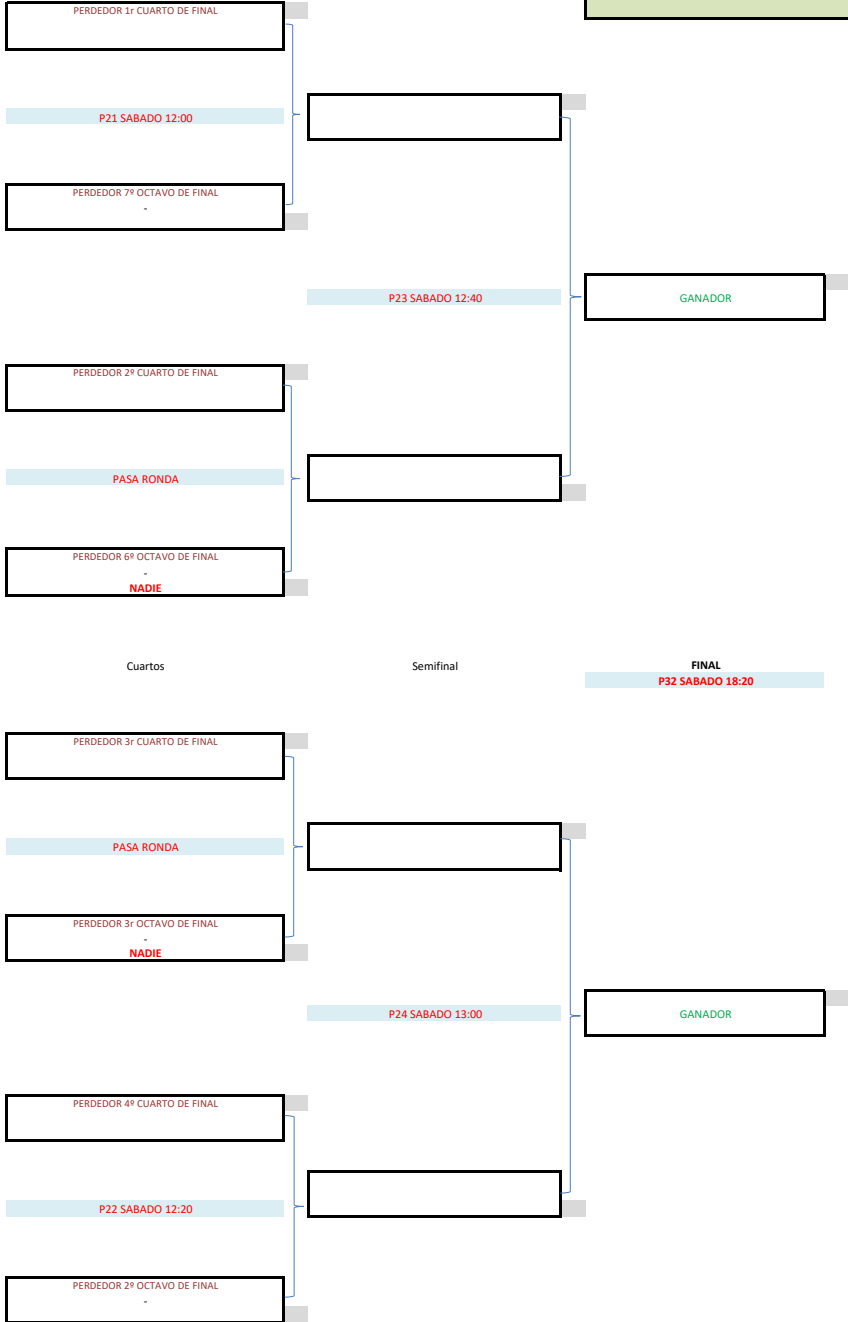 PERDEDOR 1r CUARTO DE FINAL
P21 SABADO 12:00
PERDEDOR 7º OCTAVO DE FINAL
-
P23 SABADO 12:40
GANADOR
PERDEDOR 2º CUARTO DE FINAL
PASA RONDA
PERDEDOR 6º OCTAVO DE FINAL
-
NADIE
Cuartos
Semifinal
FINAL
P32 SABADO 18:20
PERDEDOR 3r CUARTO DE FINAL
PASA RONDA
PERDEDOR 3r OCTAVO DE FINAL
-
NADIE
P24 SABADO 13:00
GANADOR
PERDEDOR 4º CUARTO DE FINAL
P22 SABADO 12:20
PERDEDOR 2º OCTAVO DE FINAL
-